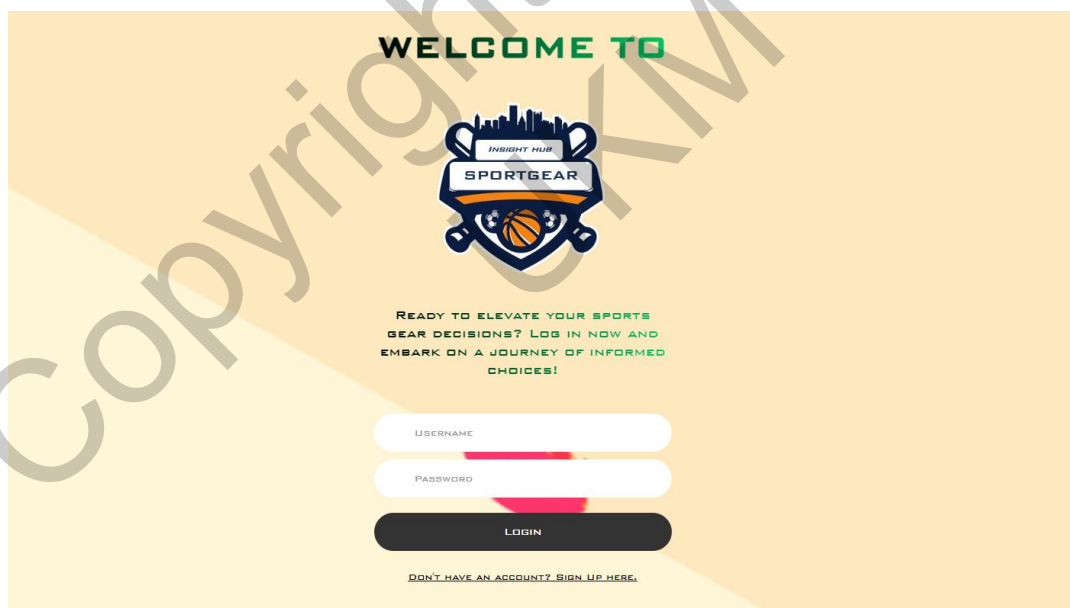 WELCOME TO
INSIGHT HUB
SPORTGEAR
READY TO ELEVATE YOUR SPORTS
GEAR DECISIONS? LOG IN NOW AND
EMBARK ON A JOURNEY OF INFORMED
CHOICES!
USERNAME
PASSWORD
LOGIN
DON'T HAVE AN ACCOUNT? SIGN UP HERE.
Copyright
UKM